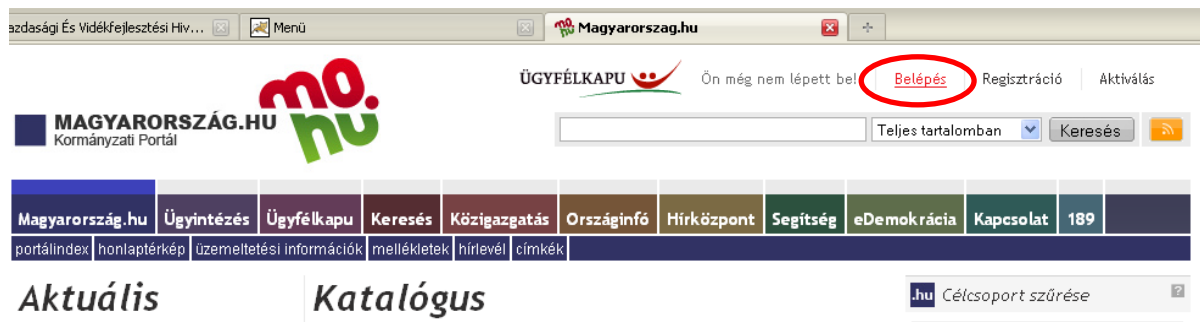 azdasági És Vidékfejlesztési Hiv... Menü Magyarorszag.hu
ÜGYFÉLKAPU Ön még nem lépett be! Belépés Regisztráció Aktiválás
mo.hu
MAGYARORSZÁG.HU
Kormányzati Portál
Teljes tartalomban Keresés
Magyarország.hu Ügyintézés Ügyfélkapu Keresés Közigazgatás Országinfó Hírközpont Segítség eDemokrácia Kapcsolat 189
portálindex honlaptérkép üzemeltetési információk mellékletek hírlevél címkék
Aktuális Katalógus .hu Célcsoport szűrése ?